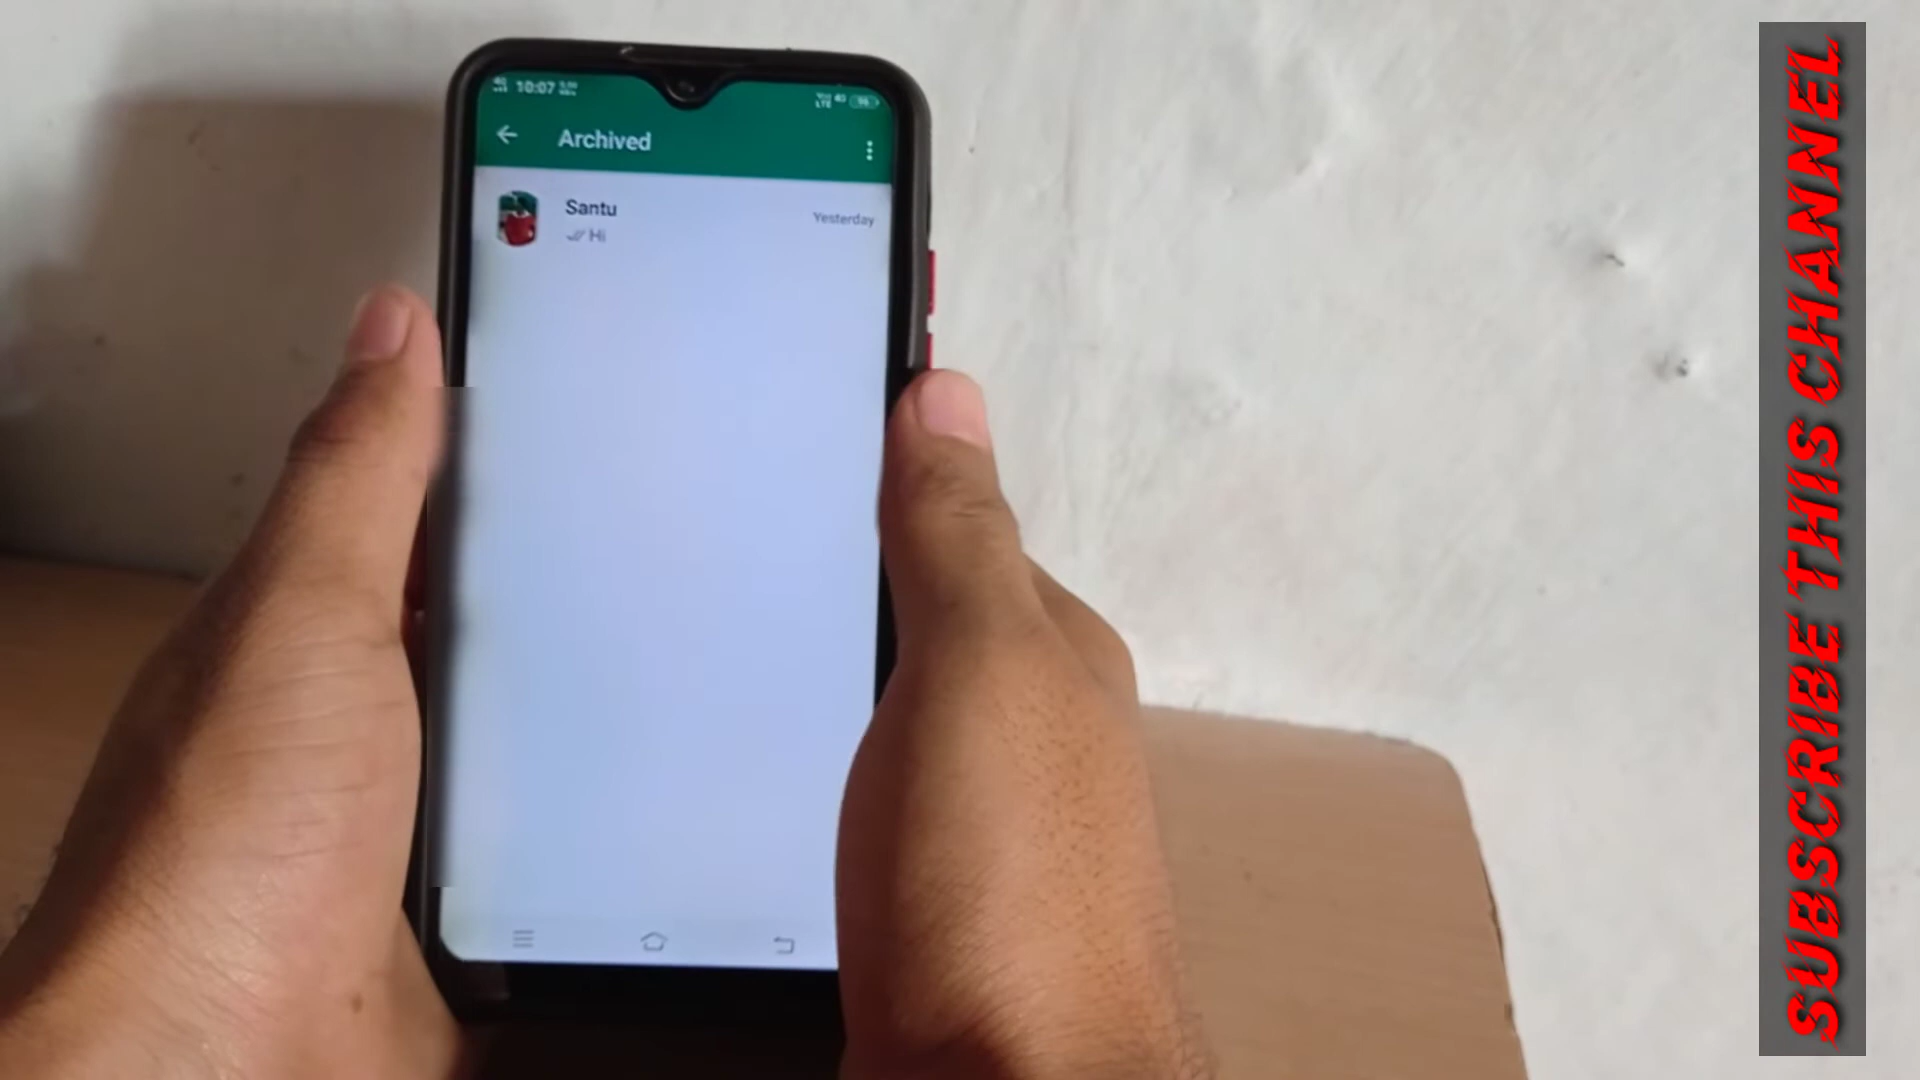 10:07
Archived
Santu
Yesterday
Hi
SUBSCRIBE THIS CHANNEL